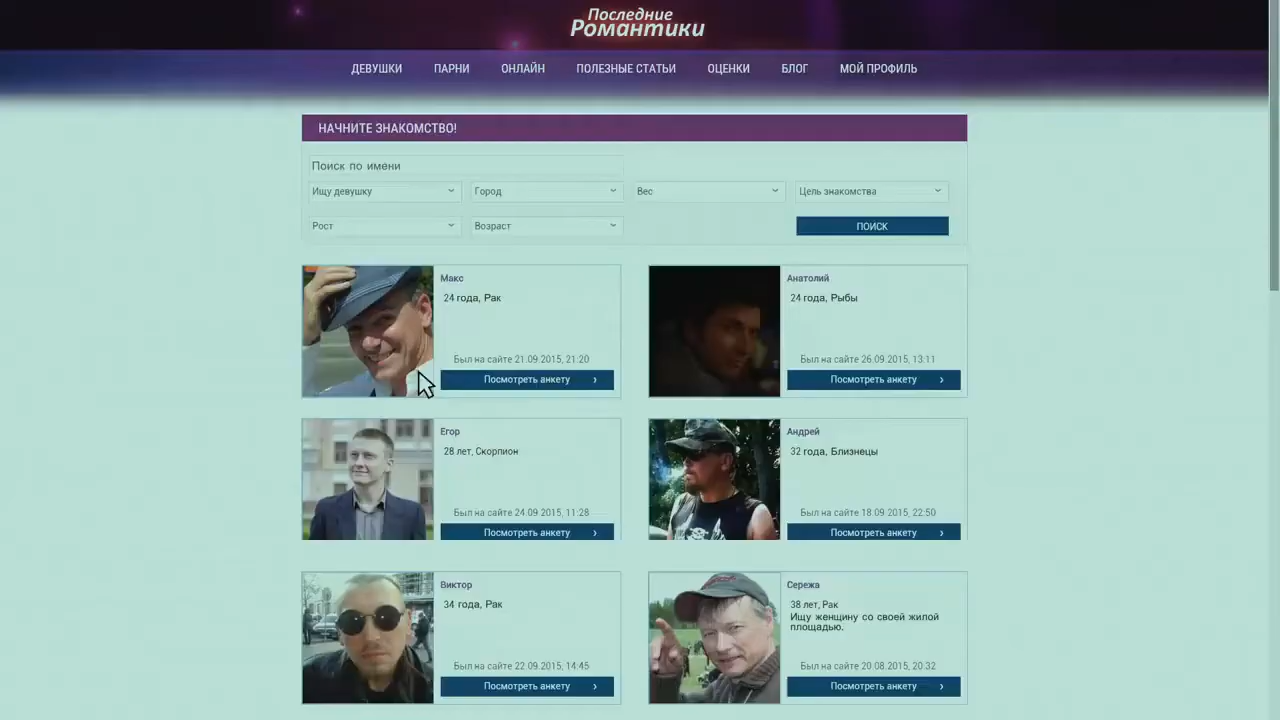 Последние
Романтики
ДЕВУШКИ ПАРНИ ОНЛАЙН ПОЛЕЗНЫЕ СТАТЬИ ОЦЕНКИ БЛОГ МОЙ ПРОФИЛЬ
НАЧНИТЕ ЗНАКОМСТВО!
Поиск по имени
Ищу девушку Город Вес Цель знакомства
Рост Возраст ПОИСК
Макс
24 года, Рак
Был на сайте 21.09.2015, 21:20
Посмотреть анкету
Анатолий
24 года, Рыбы
Был на сайте 26.09.2015, 13:11
Посмотреть анкету
Егор
28 лет, Скорпион
Был на сайте 24.09.2015, 11:28
Посмотреть анкету
Андрей
32 года, Близнецы
Был на сайте 18.09.2015, 22:50
Посмотреть анкету
Виктор
34 года, Рак
Был на сайте 22.09.2015, 14:45
Посмотреть анкету
Сережа
38 лет, Рак
Ищу женщину со своей жилой
площадью.
Был на сайте 20.08.2015, 20:32
Посмотреть анкету